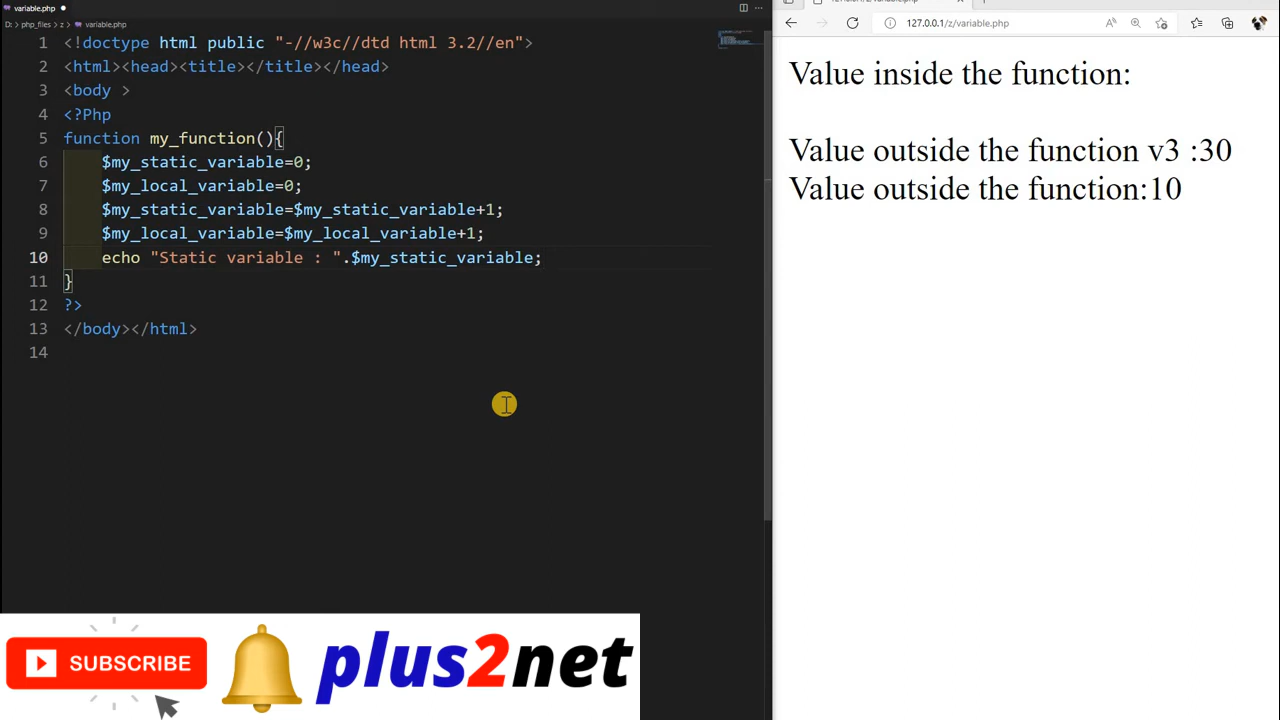 variable.php
D: > php_files > z > variable.php
1 <!doctype html public "-//w3c//dtd html 3.2//en">
2 <html><head><title></title></head>
3 <body >
4 <?Php
5 function my_function(){
6 $my_static_variable=0;
7 $my_local_variable=0;
8 $my_static_variable=$my_static_variable+1;
9 $my_local_variable=$my_local_variable+1;
10 echo "Static variable : ".$my_static_variable;
11 }
12 ?>
13 </body></html>
14
127.0.0.1/z/variable.php
Value inside the function:
Value outside the function v3 :30
Value outside the function:10
SUBSCRIBE
plus2net